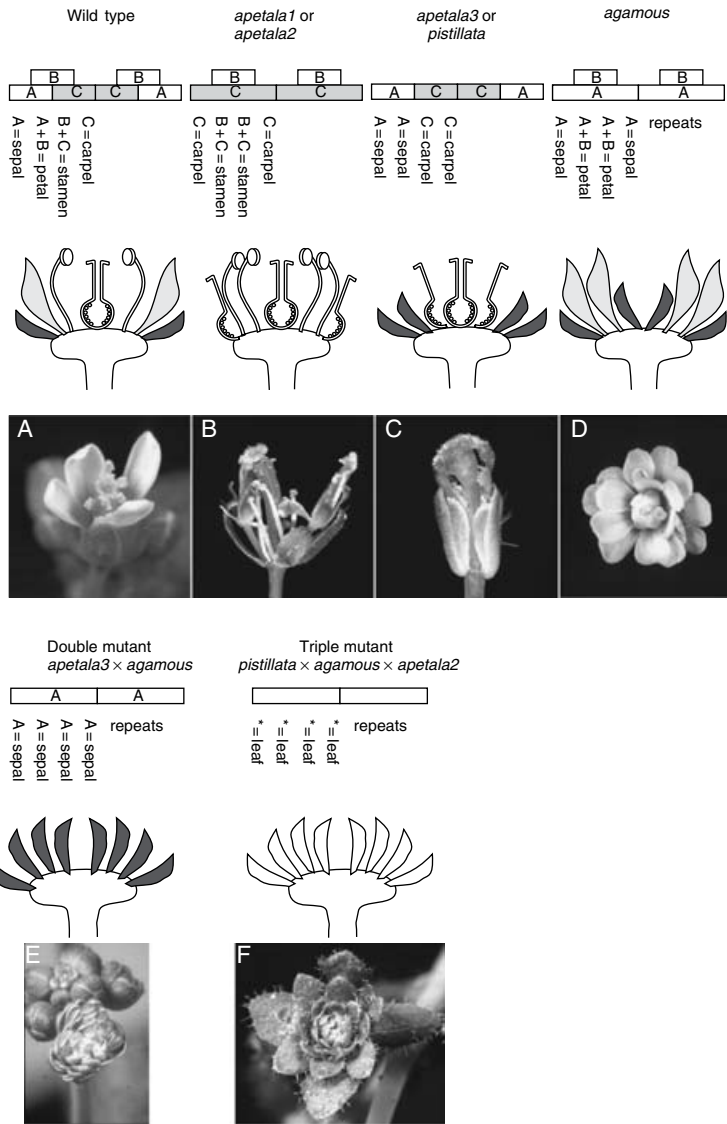 Wild type
apetala1 or
apetala2
apetala3 or
pistillata
agamous
B B
A C C A
B B
C C
A C C A
B B
A A
A = sepal
A + B = petal
B + C = stamen
C = carpel
C = carpel
B + C = stamen
B + C = stamen
C = carpel
A = sepal
A = sepal
C = carpel
C = carpel
A = sepal
A + B = petal
A + B = petal
A = sepal
repeats
A
B
C
D
Double mutant
apetala3 × agamous
A A
A = sepal
A = sepal
A = sepal
A = sepal
repeats
Triple mutant
pistillata × agamous × apetala2
* = leaf
* = leaf
* = leaf
* = leaf
repeats
E
F